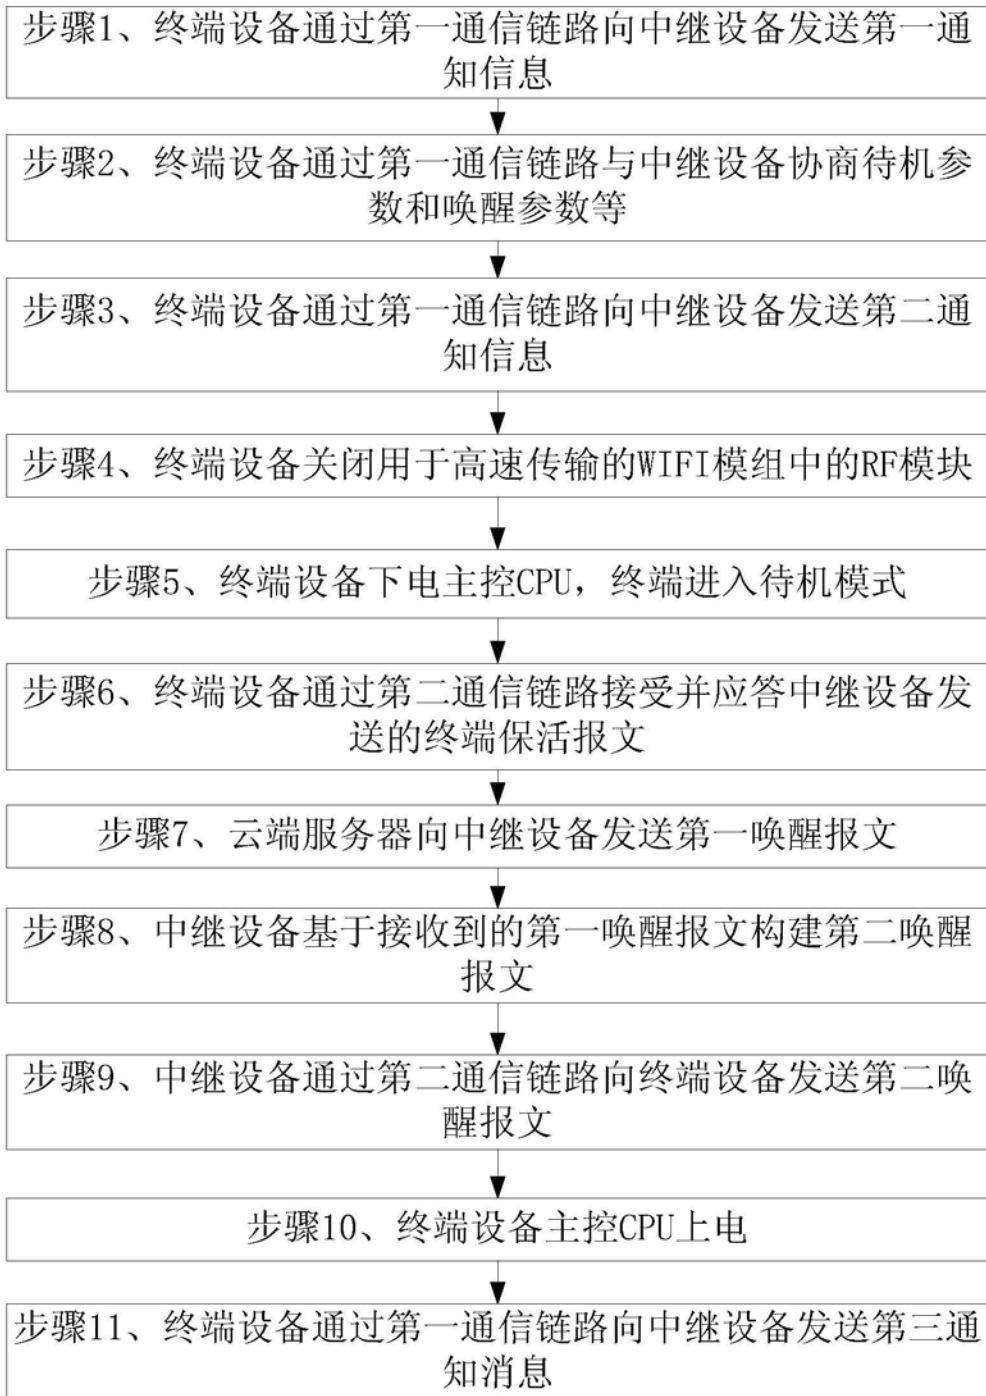 步骤1、终端设备通过第一通信链路向中继设备发送第一通
知信息
步骤2、终端设备通过第一通信链路与中继设备协商待机参
数和唤醒参数等
步骤3、终端设备通过第一通信链路向中继设备发送第二通
知信息
步骤4、终端设备关闭用于高速传输的WIFI模组中的RF模块
步骤5、终端设备下电主控CPU，终端进入待机模式
步骤6、终端设备通过第二通信链路接受并应答中继设备发
送的终端保活报文
步骤7、云端服务器向中继设备发送第一唤醒报文
步骤8、中继设备基于接收到的第一唤醒报文构建第二唤醒
报文
步骤9、中继设备通过第二通信链路向终端设备发送第二唤
醒报文
步骤10、终端设备主控CPU上电
步骤11、终端设备通过第一通信链路向中继设备发送第三通
知消息